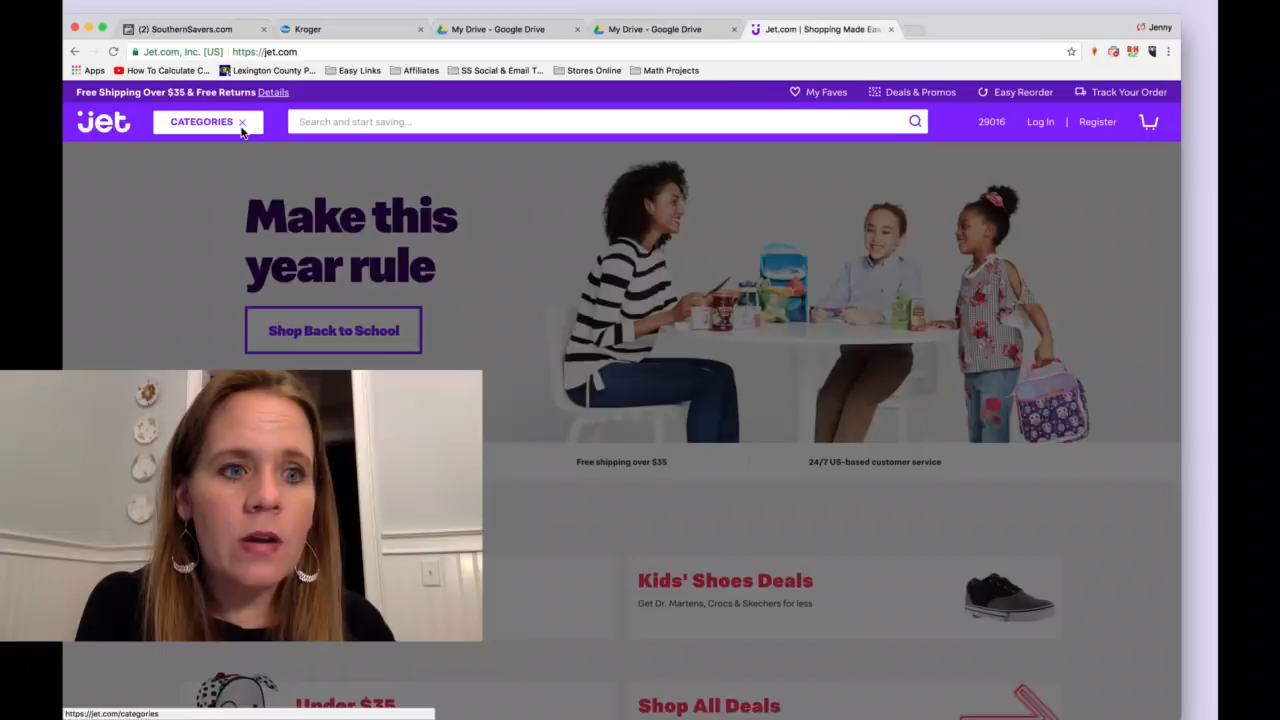 (2) SouthernSavers.com
Kroger
My Drive - Google Drive
My Drive - Google Drive
Jet.com | Shopping Made Eas
Jenny
Jet.com, Inc. [US]
https://jet.com
Apps
How To Calculate C...
Lexington County P...
Easy Links
Affiliates
SS Social & Email T...
Stores Online
Math Projects
Free Shipping Over $35 & Free Returns Details
My Faves
Deals & Promos
Easy Reorder
Track Your Order
jet
CATEGORIES
Search and start saving...
29016
Log In
Register
Make this
year rule
Shop Back to School
Free shipping over $35
24/7 US-based customer service
Kids' Shoes Deals
Get Dr. Martens, Crocs & Skechers for less
Under $35
Shop All Deals
https://jet.com/categories